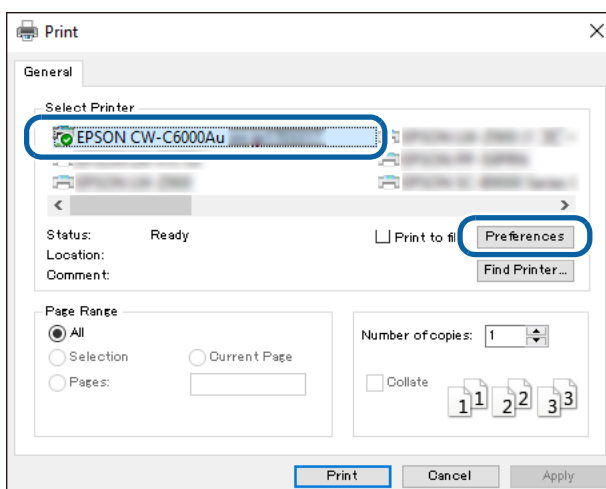 Print
General
Select Printer
EPSON CW-C6000Au
Status: Ready
Print to fi
Preferences
Location:
Comment:
Find Printer...
Page Range
All
Selection
Current Page
Pages:
Number of copies: 1
Collate
1 1 2 2 3 3
Print
Cancel
Apply